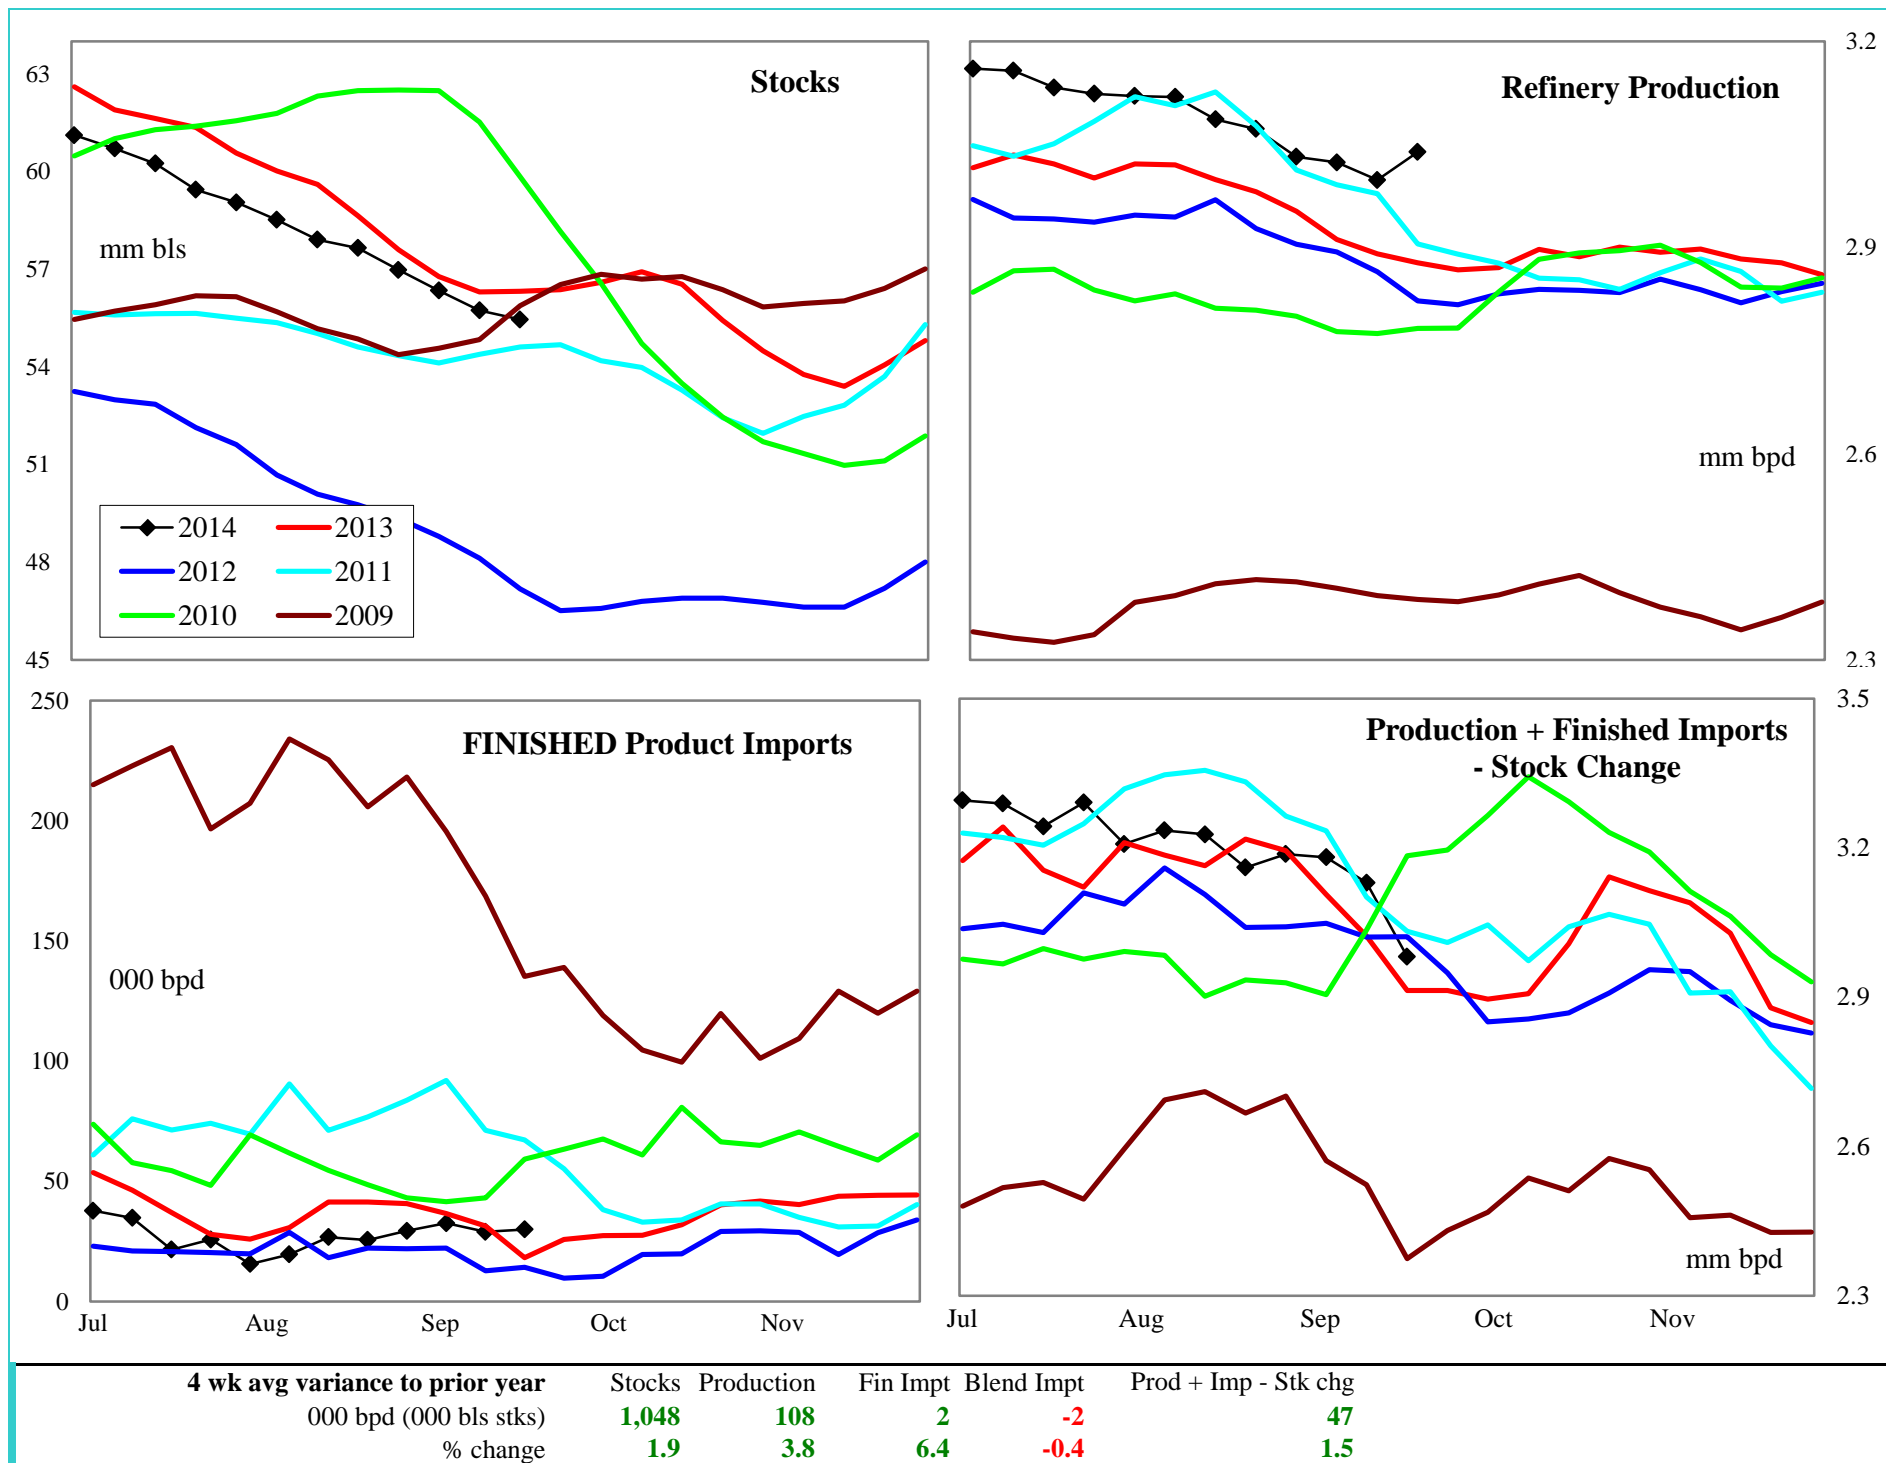 Stocks
mm bls
63
60
57
54
51
48
45
2014
2013
2012
2011
2010
2009
Refinery Production
mm bpd
3.2
2.9
2.6
2.3
FINISHED Product Imports
000 bpd
250
200
150
100
50
0
Jul Aug Sep Oct Nov
Production + Finished Imports
- Stock Change
mm bpd
3.5
3.2
2.9
2.6
2.3
Jul Aug Sep Oct Nov
4 wk avg variance to prior year Stocks Production Fin Impt Blend Impt Prod + Imp - Stk chg
000 bpd (000 bls stks) 1,048 108 2 -2 47
% change 1.9 3.8 6.4 -0.4 1.5